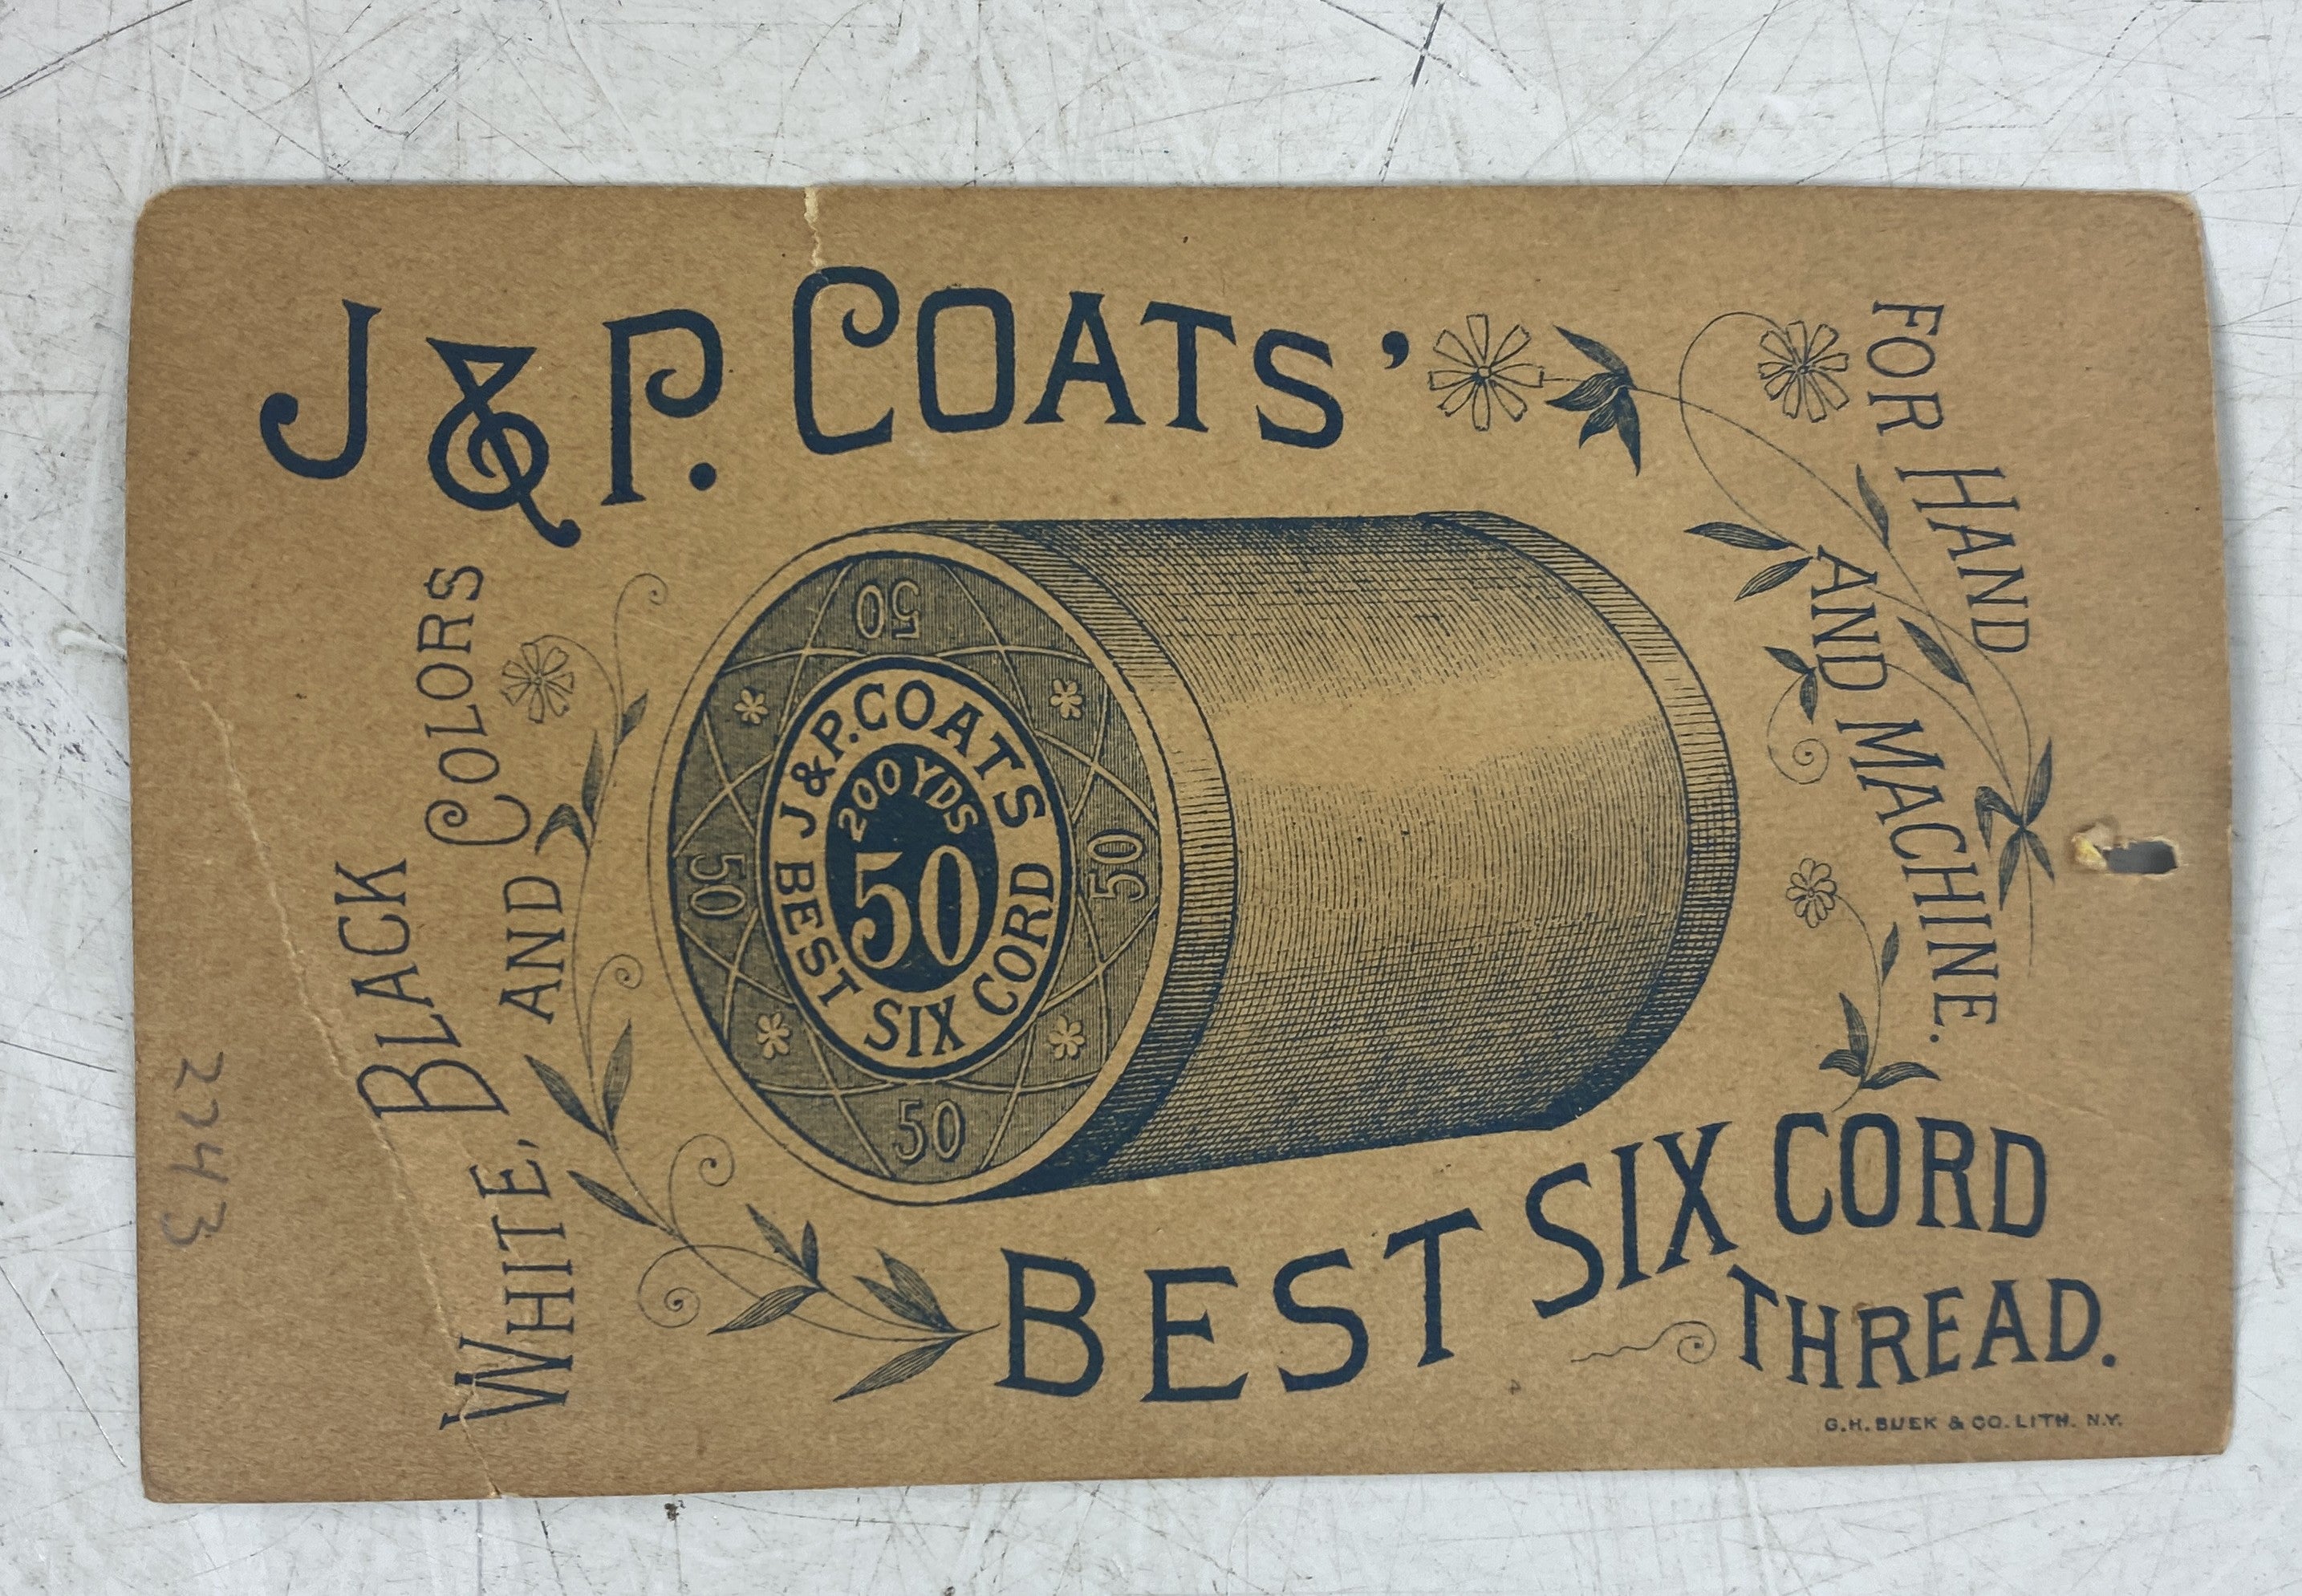 J & P. COATS'
BLACK
WHITE, AND COLORS
FOR HAND
AND MACHINE.
50
50
50
50
J & P. COATS
200 YDS
50
BEST SIX CORD
BEST SIX CORD
THREAD.
G.H. BUEK & CO. LITH. N.Y.
2743